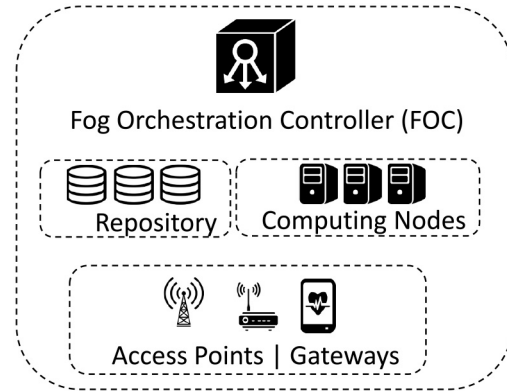 Fog Orchestration Controller (FOC)
Repository
Computing Nodes
Access Points | Gateways